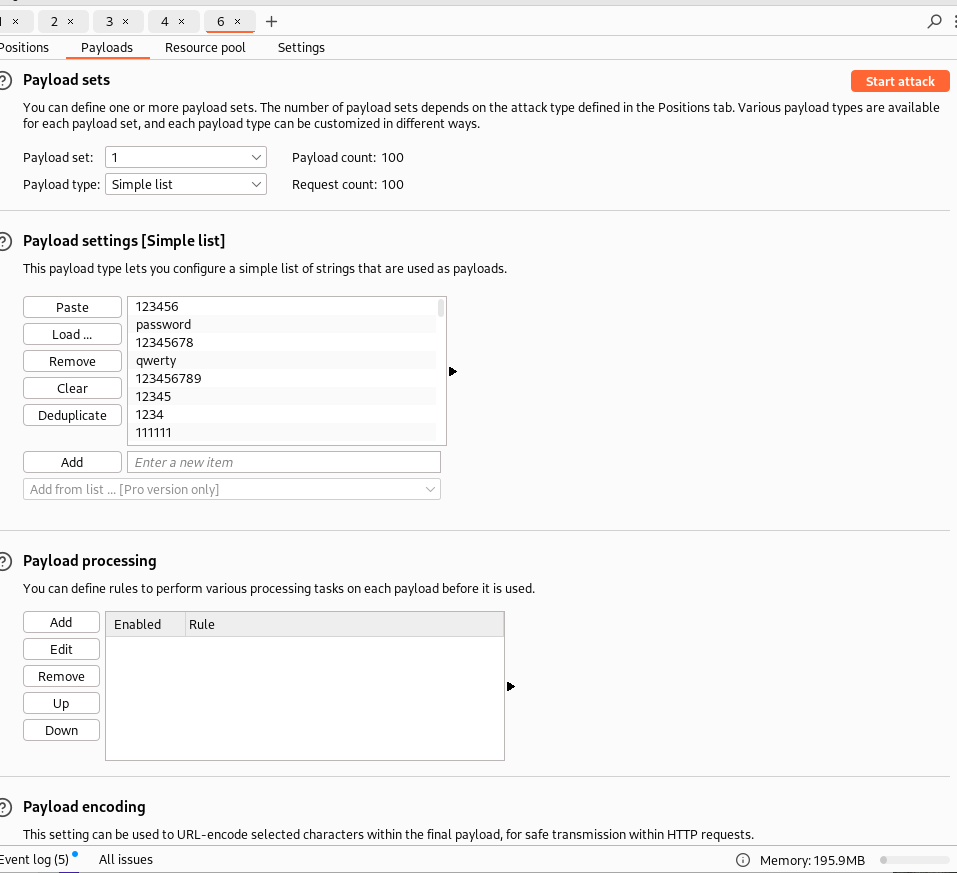 2 × 3 × 4 × 6 × +
Positions Payloads Resource pool Settings
Payload sets
Start attack
You can define one or more payload sets. The number of payload sets depends on the attack type defined in the Positions tab. Various payload types are available
for each payload set, and each payload type can be customized in different ways.
Payload set: 1 Payload count: 100
Payload type: Simple list Request count: 100
Payload settings [Simple list]
This payload type lets you configure a simple list of strings that are used as payloads.
Paste
Load ...
Remove
Clear
Deduplicate
123456
password
12345678
qwerty
123456789
12345
1234
111111
Add Enter a new item
Add from list ... [Pro version only]
Payload processing
You can define rules to perform various processing tasks on each payload before it is used.
Add
Edit
Remove
Up
Down
Enabled Rule
Payload encoding
This setting can be used to URL-encode selected characters within the final payload, for safe transmission within HTTP requests.
Event log (5) All issues Memory: 195.9MB